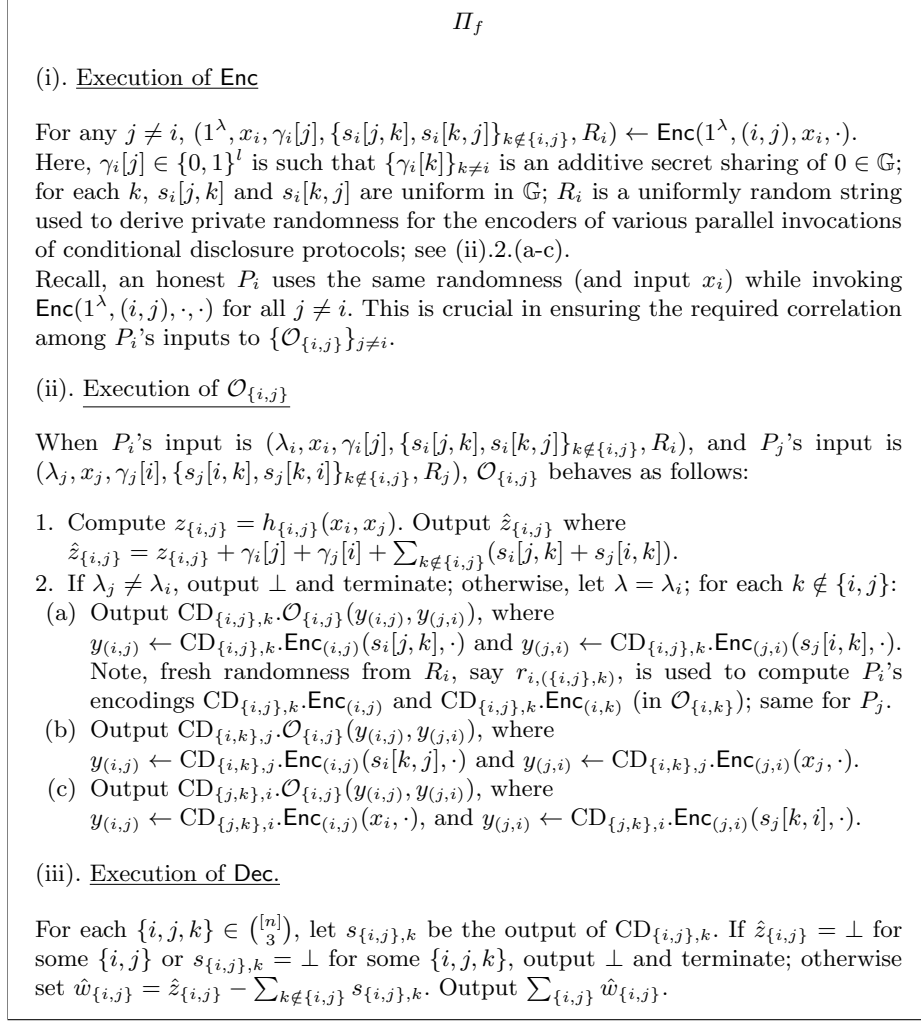 Π_f
(i). Execution of Enc
For any j ≠ i, (1^λ, x_i, γ_i[j], {s_i[j, k], s_i[k, j]}_{k∉{i,j}}, R_i) ← Enc(1^λ, (i, j), x_i, ·).
Here, γ_i[j] ∈ {0, 1}^l is such that {γ_i[k]}_{k≠i} is an additive secret sharing of 0 ∈ 𝔾;
for each k, s_i[j, k] and s_i[k, j] are uniform in 𝔾; R_i is a uniformly random string
used to derive private randomness for the encoders of various parallel invocations
of conditional disclosure protocols; see (ii).2.(a-c).
Recall, an honest P_i uses the same randomness (and input x_i) while invoking
Enc(1^λ, (i, j), ·, ·) for all j ≠ i. This is crucial in ensuring the required correlation
among P_i's inputs to {𝒪_{{i,j}}}_{j≠i}.
(ii). Execution of 𝒪_{{i,j}}
When P_i's input is (λ_i, x_i, γ_i[j], {s_i[j, k], s_i[k, j]}_{k∉{i,j}}, R_i), and P_j's input is
(λ_j, x_j, γ_j[i], {s_j[i, k], s_j[k, i]}_{k∉{i,j}}, R_j), 𝒪_{{i,j}} behaves as follows:
1. Compute z_{{i,j}} = h_{{i,j}}(x_i, x_j). Output ẑ_{{i,j}} where
ẑ_{{i,j}} = z_{{i,j}} + γ_i[j] + γ_j[i] + ∑_{k∉{i,j}}(s_i[j, k] + s_j[i, k]).
2. If λ_j ≠ λ_i, output ⊥ and terminate; otherwise, let λ = λ_i; for each k ∉ {i, j}:
(a) Output CD_{{i,j},k}.𝒪_{{i,j}}(y_{(i,j)}, y_{(j,i)}), where
y_{(i,j)} ← CD_{{i,j},k}.Enc_{(i,j)}(s_i[j, k], ·) and y_{(j,i)} ← CD_{{i,j},k}.Enc_{(j,i)}(s_j[i, k], ·).
Note, fresh randomness from R_i, say r_{i,({i,j},k)}, is used to compute P_i's
encodings CD_{{i,j},k}.Enc_{(i,j)} and CD_{{i,j},k}.Enc_{(i,k)} (in 𝒪_{{i,k}}); same for P_j.
(b) Output CD_{{i,k},j}.𝒪_{{i,j}}(y_{(i,j)}, y_{(j,i)}), where
y_{(i,j)} ← CD_{{i,k},j}.Enc_{(i,j)}(s_i[k, j], ·) and y_{(j,i)} ← CD_{{i,k},j}.Enc_{(j,i)}(x_j, ·).
(c) Output CD_{{j,k},i}.𝒪_{{i,j}}(y_{(i,j)}, y_{(j,i)}), where
y_{(i,j)} ← CD_{{j,k},i}.Enc_{(i,j)}(x_i, ·), and y_{(j,i)} ← CD_{{j,k},i}.Enc_{(j,i)}(s_j[k, i], ·).
(iii). Execution of Dec.
For each {i, j, k} ∈ \binom{[n]}{3}, let s_{{i,j},k} be the output of CD_{{i,j},k}. If ẑ_{{i,j}} = ⊥ for
some {i, j} or s_{{i,j},k} = ⊥ for some {i, j, k}, output ⊥ and terminate; otherwise
set ŵ_{{i,j}} = ẑ_{{i,j}} − ∑_{k∉{i,j}} s_{{i,j},k}. Output ∑_{{i,j}} ŵ_{{i,j}}.